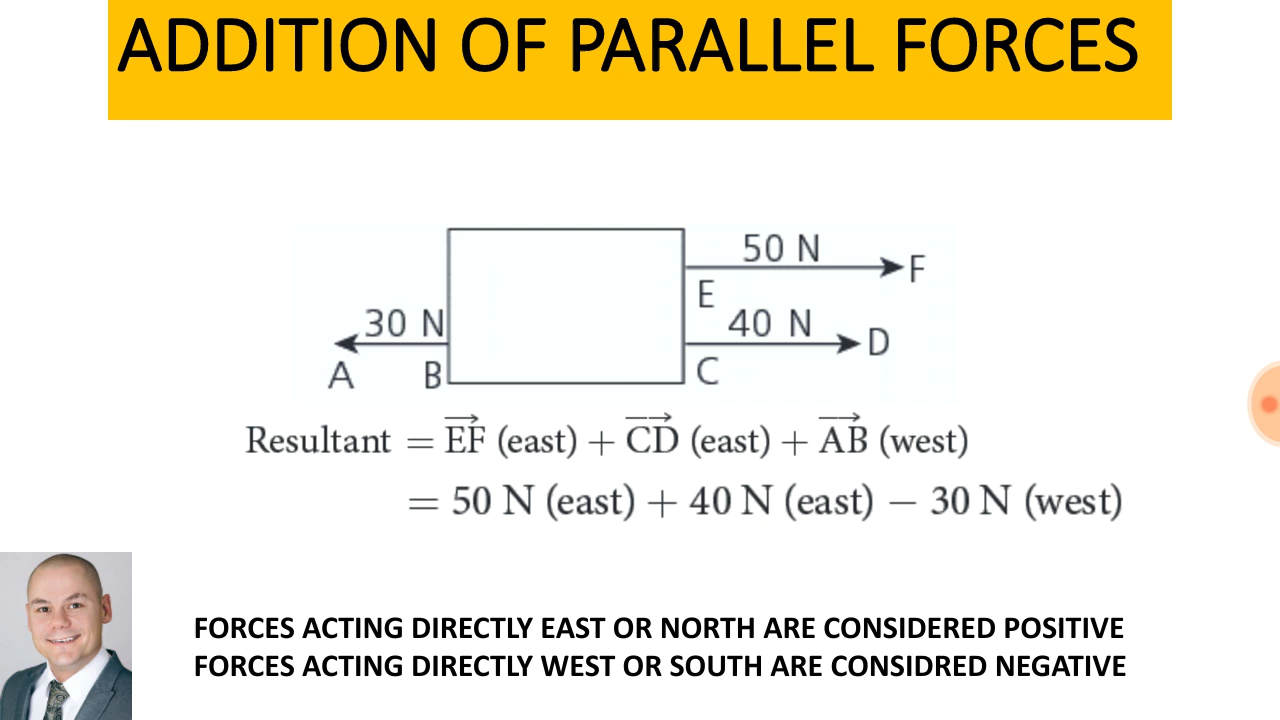 ADDITION OF PARALLEL FORCES
50 N
F
E
30 N
40 N
D
A
B
C
Resultant = EF (east) + CD (east) + AB (west)
= 50 N (east) + 40 N (east) − 30 N (west)
FORCES ACTING DIRECTLY EAST OR NORTH ARE CONSIDERED POSITIVE
FORCES ACTING DIRECTLY WEST OR SOUTH ARE CONSIDRED NEGATIVE